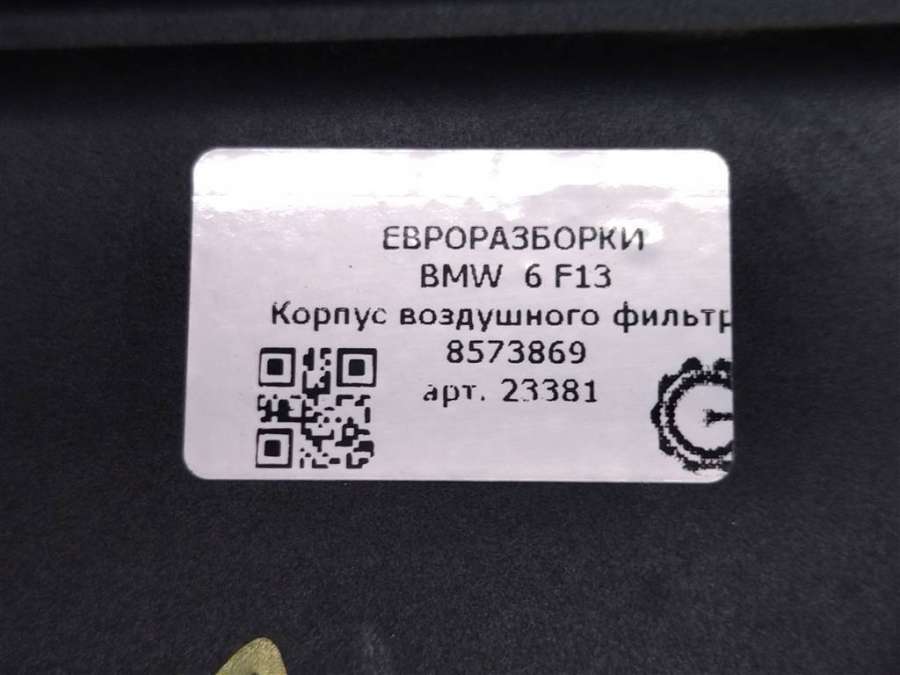 ЕВРОРАЗБОРКИ
BMW 6 F13
Корпус воздушного фильтр
8573869
арт. 23381